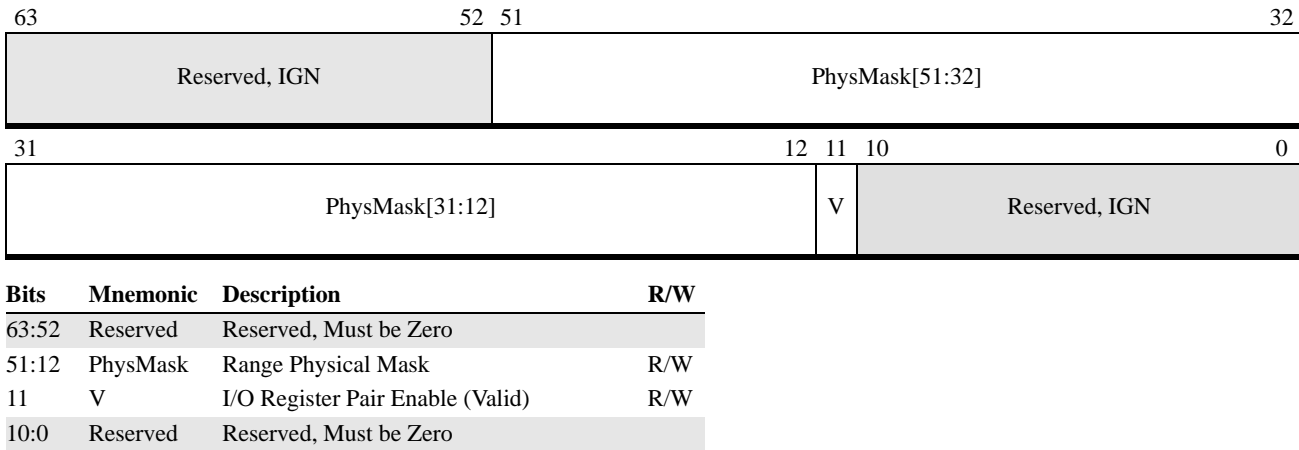 63 52 51 32
Reserved, IGN PhysMask[51:32]
31 12 11 10 0
PhysMask[31:12] V Reserved, IGN
Bits Mnemonic Description R/W
63:52 Reserved Reserved, Must be Zero
51:12 PhysMask Range Physical Mask R/W
11 V I/O Register Pair Enable (Valid) R/W
10:0 Reserved Reserved, Must be Zero